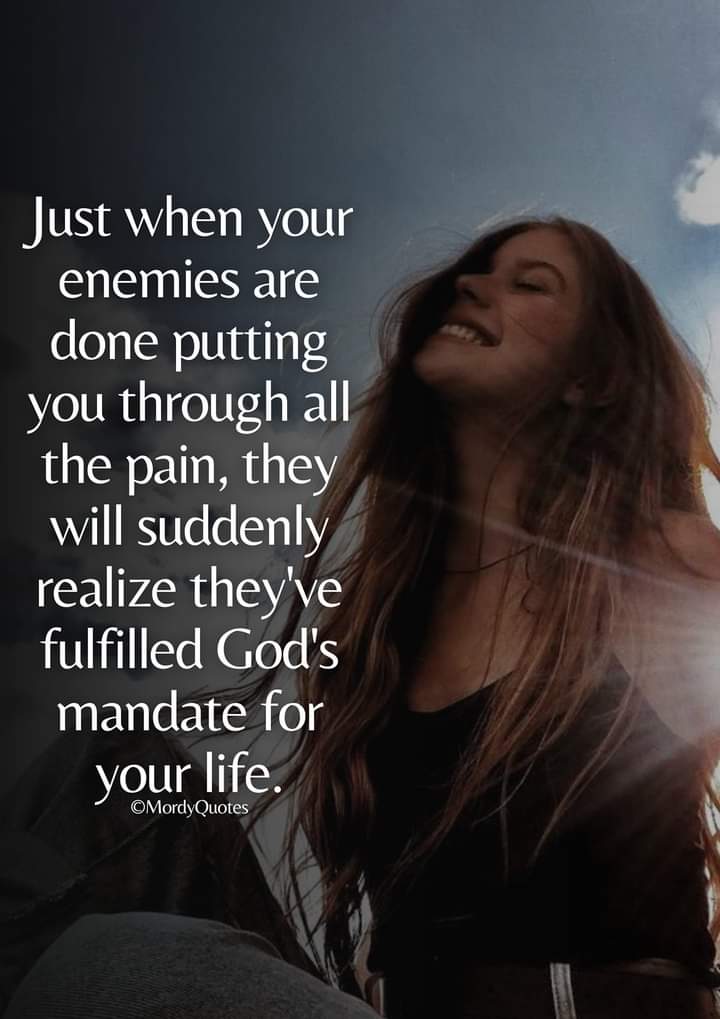 Just when your
enemies are
done putting
you through all
the pain, they
will suddenly
realize they've
fulfilled God's
mandate for
your life.
©MordyQuotes